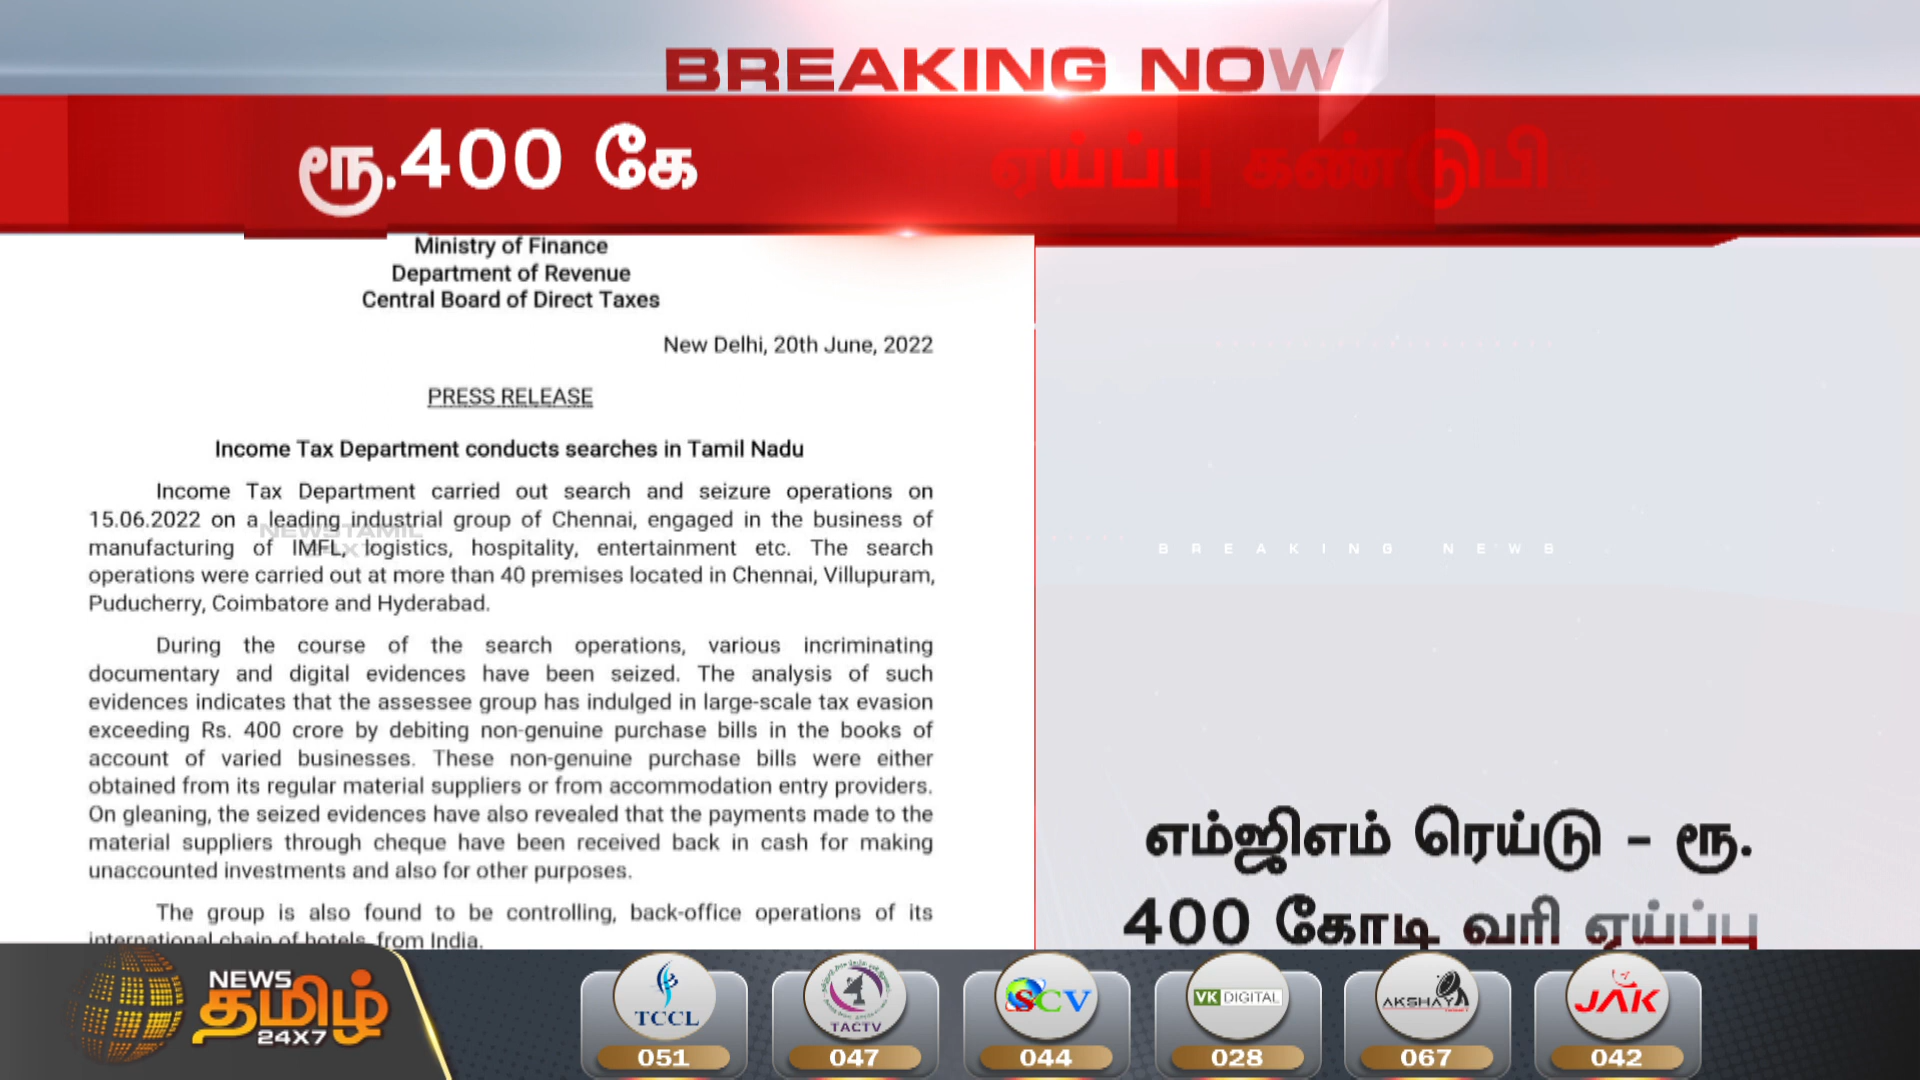 BREAKING NOW
ரூ.400 கே ஏய்ப்பு கண்டுபிடி
Ministry of Finance
Department of Revenue
Central Board of Direct Taxes
New Delhi, 20th June, 2022
PRESS RELEASE
Income Tax Department conducts searches in Tamil Nadu
Income Tax Department carried out search and seizure operations on
15.06.2022 on a leading industrial group of Chennai, engaged in the business of
manufacturing of IMFL, logistics, hospitality, entertainment etc. The search
operations were carried out at more than 40 premises located in Chennai, Villupuram,
Puducherry, Coimbatore and Hyderabad.
During the course of the search operations, various incriminating
documentary and digital evidences have been seized. The analysis of such
evidences indicates that the assessee group has indulged in large-scale tax evasion
exceeding Rs. 400 crore by debiting non-genuine purchase bills in the books of
account of varied businesses. These non-genuine purchase bills were either
obtained from its regular material suppliers or from accommodation entry providers.
On gleaning, the seized evidences have also revealed that the payments made to the
material suppliers through cheque have been received back in cash for making
unaccounted investments and also for other purposes.
The group is also found to be controlling, back-office operations of its
international chain of hotels, from India.
NEWSTAMIL
24X7
BREAKING NEWS
எம்ஜிஎம் ரெய்டு - ரூ.
400 கோடி வரி ஏய்ப்பு
NEWS
தமிழ்
24X7
TCCL
051
TACTV
047
SCV
044
VK DIGITAL
028
AKSHAYA
067
JAK
042